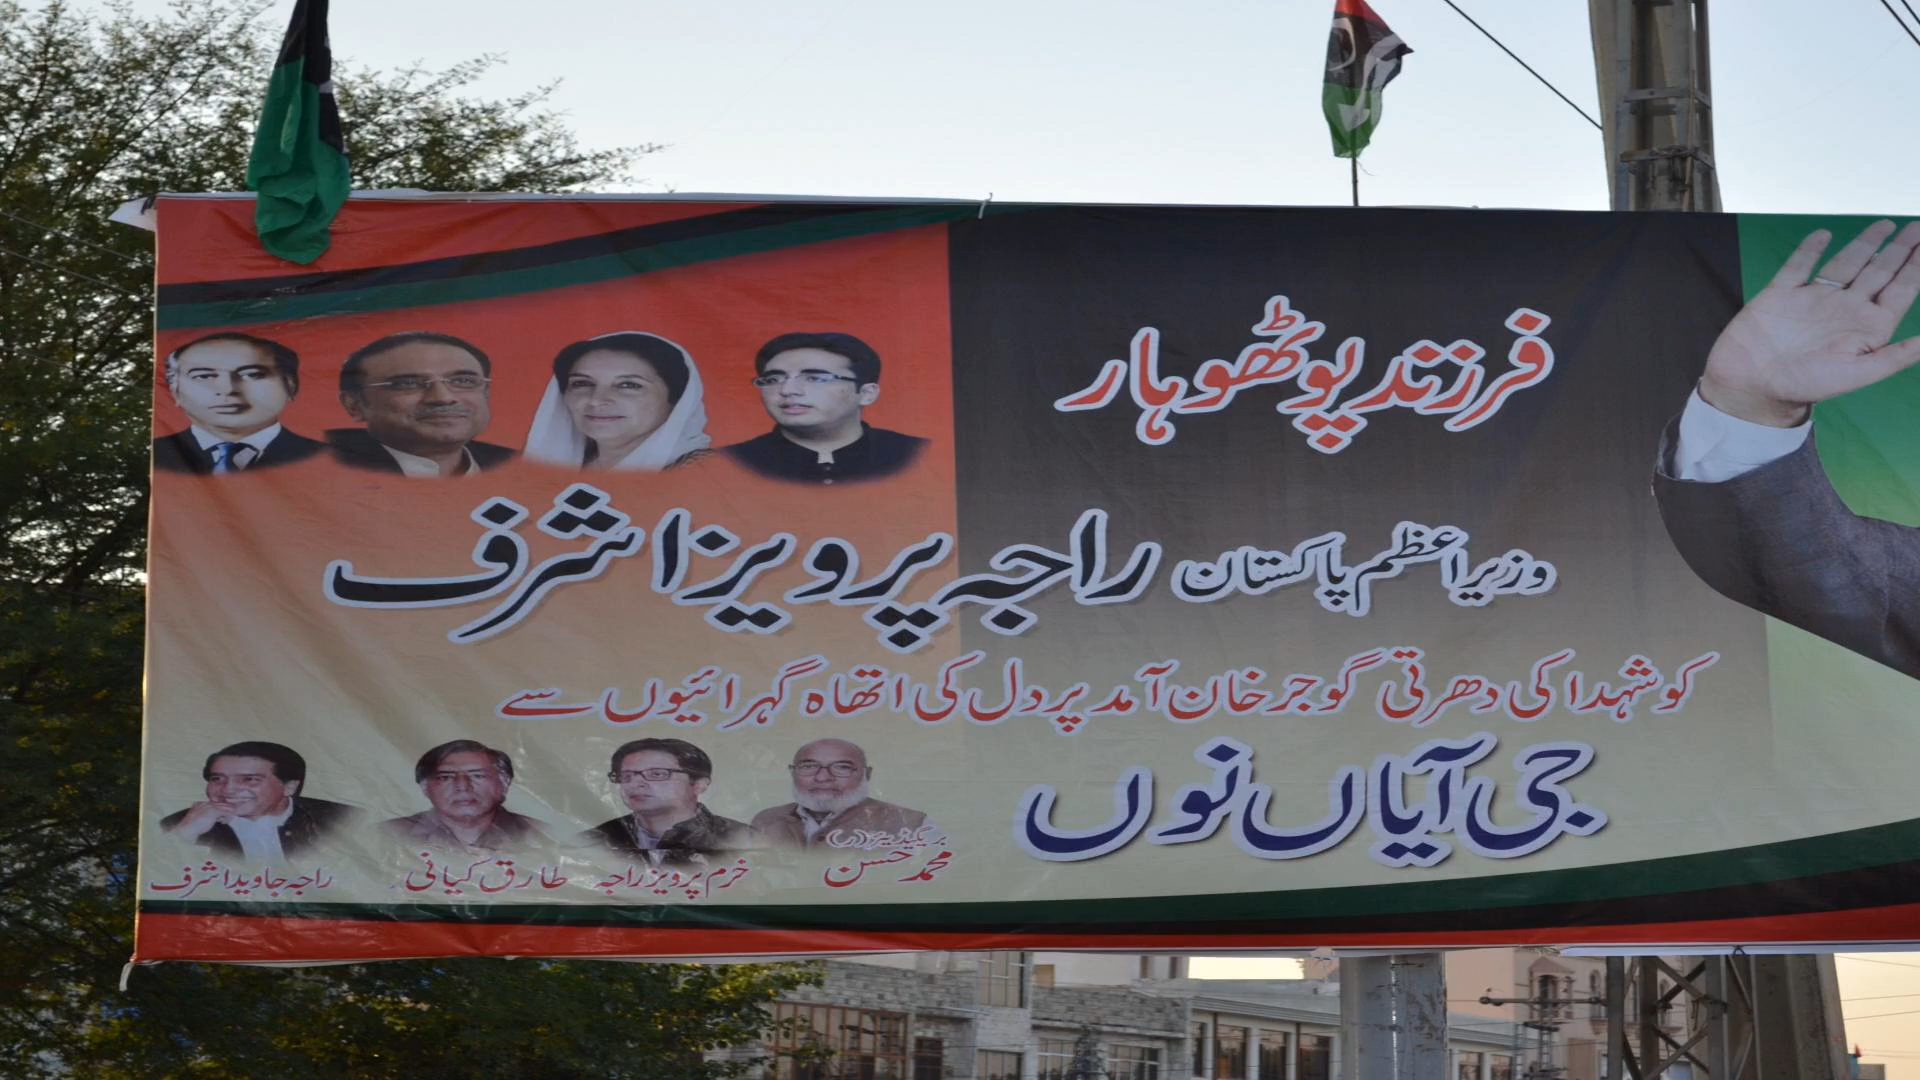 فرزند پوٹھوہار
وزیراعظم پاکستان راجہ پرویز اشرف
کو شہدا کی دھرتی گوجرخان آمد پر دل کی اتھاہ گہرائیوں سے
جی آیاں نوں
بریگیڈیئر (ر)
محمد حسن
خرم پرویز راجہ
طارق کیانی
راجہ جاوید اشرف